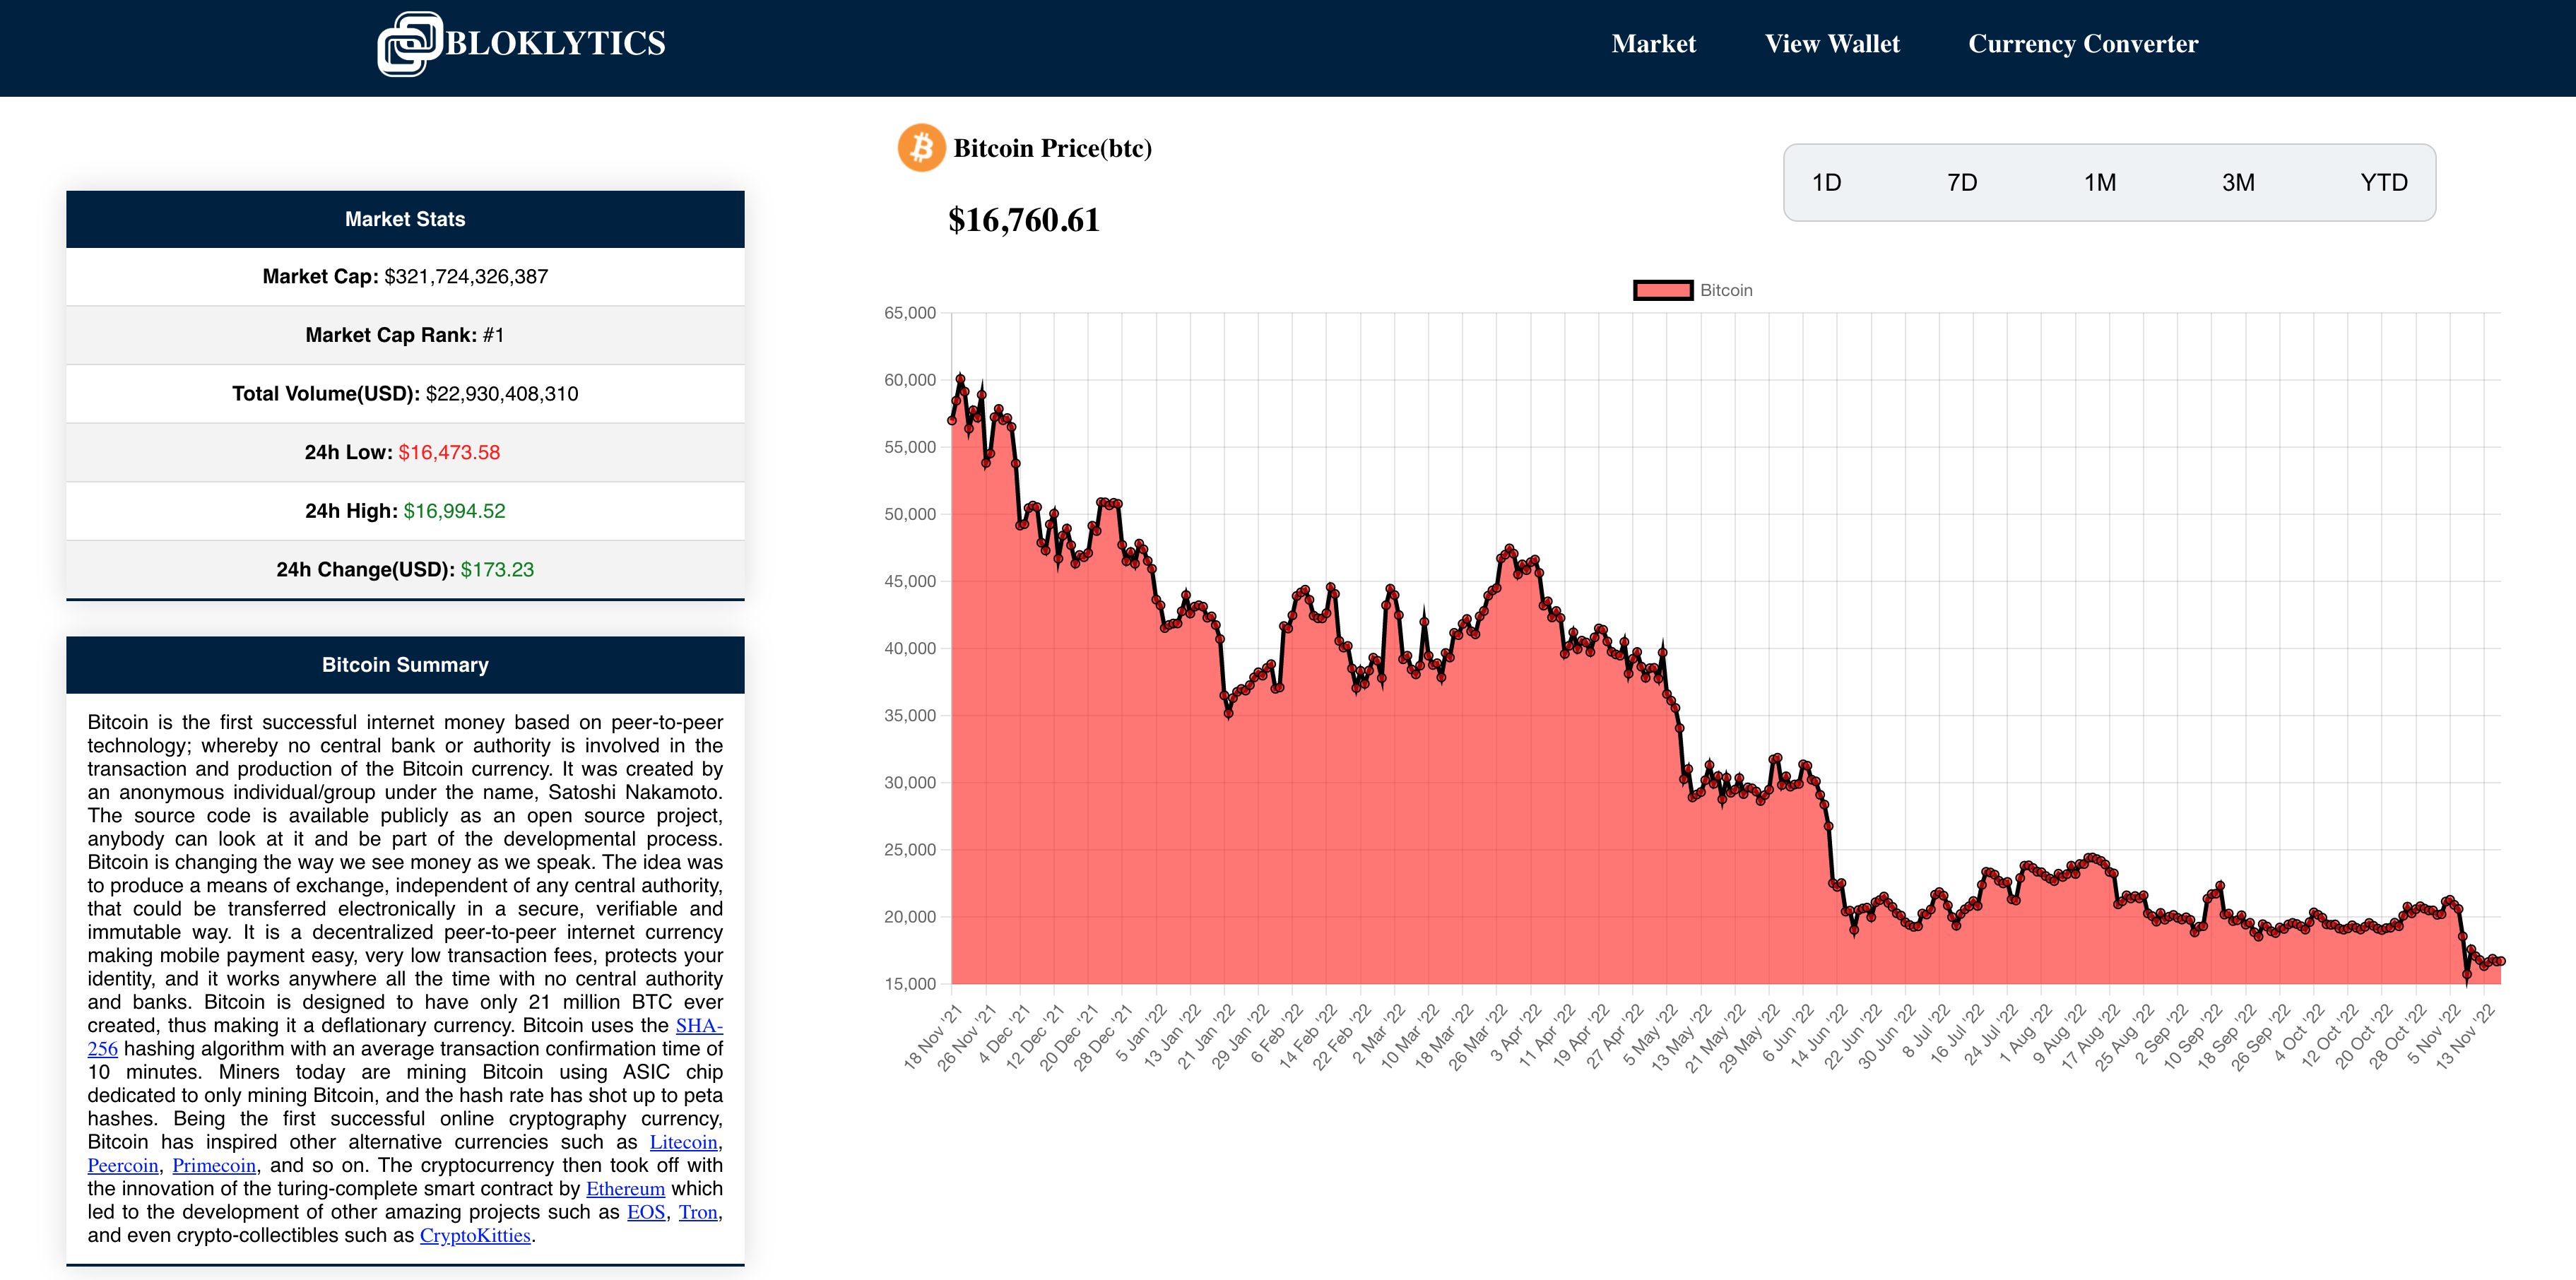 BLOKLYTICS
Market
View Wallet
Currency Converter
Market Stats
Market Cap: $321,724,326,387
Market Cap Rank: #1
Total Volume(USD): $22,930,408,310
24h Low: $16,473.58
24h High: $16,994.52
24h Change(USD): $173.23
Bitcoin Summary
Bitcoin is the first successful internet money based on peer-to-peer
technology; whereby no central bank or authority is involved in the
transaction and production of the Bitcoin currency. It was created by
an anonymous individual/group under the name, Satoshi Nakamoto.
The source code is available publicly as an open source project,
anybody can look at it and be part of the developmental process.
Bitcoin is changing the way we see money as we speak. The idea was
to produce a means of exchange, independent of any central authority,
that could be transferred electronically in a secure, verifiable and
immutable way. It is a decentralized peer-to-peer internet currency
making mobile payment easy, very low transaction fees, protects your
identity, and it works anywhere all the time with no central authority
and banks. Bitcoin is designed to have only 21 million BTC ever
created, thus making it a deflationary currency. Bitcoin uses the SHA-
256 hashing algorithm with an average transaction confirmation time of
10 minutes. Miners today are mining Bitcoin using ASIC chip
dedicated to only mining Bitcoin, and the hash rate has shot up to peta
hashes. Being the first successful online cryptography currency,
Bitcoin has inspired other alternative currencies such as Litecoin,
Peercoin, Primecoin, and so on. The cryptocurrency then took off with
the innovation of the turing-complete smart contract by Ethereum which
led to the development of other amazing projects such as EOS, Tron,
and even crypto-collectibles such as CryptoKitties.
Bitcoin Price(btc)
$16,760.61
1D
7D
1M
3M
YTD
Bitcoin
65,000
60,000
55,000
50,000
45,000
40,000
35,000
30,000
25,000
20,000
15,000
18 Nov '21
26 Nov '21
4 Dec '21
12 Dec '21
20 Dec '21
28 Dec '21
5 Jan '22
13 Jan '22
21 Jan '22
29 Jan '22
6 Feb '22
14 Feb '22
22 Feb '22
2 Mar '22
10 Mar '22
18 Mar '22
26 Mar '22
3 Apr '22
11 Apr '22
19 Apr '22
27 Apr '22
5 May '22
13 May '22
21 May '22
29 May '22
6 Jun '22
14 Jun '22
22 Jun '22
30 Jun '22
8 Jul '22
16 Jul '22
24 Jul '22
1 Aug '22
9 Aug '22
17 Aug '22
25 Aug '22
2 Sep '22
10 Sep '22
18 Sep '22
26 Sep '22
4 Oct '22
12 Oct '22
20 Oct '22
28 Oct '22
5 Nov '22
13 Nov '22